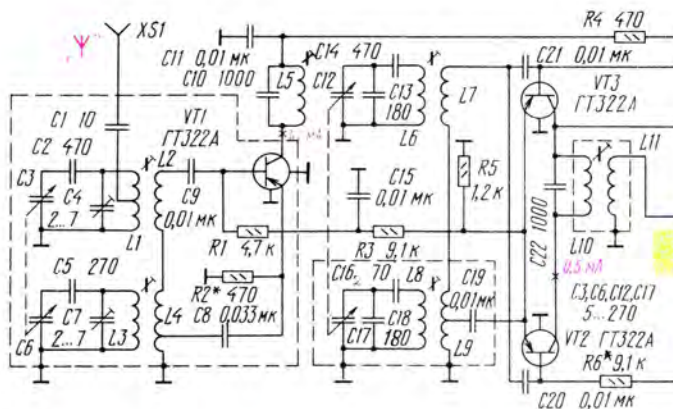 XS1
R4 470
C11 0,01 мк
C10 1000
L5
C14 470
C12
C13
180
L6
L7
C21 0,01 мк
VT3
ГТ322А
C1 10
VT1
ГТ322А
C2 470
L2
C3
C4
2...7
L1
C9
0,01 мк
C15
0,01 мк
R5
1,2 к
L11
C22 1000
L10
0,5 мА
R1 4,7 к
R3 9,1 к
C5 270
R2* 470
C8 0,033 мк
C6
C7
2...7
L3
L4
70
L8
C19
0,01 мк
C17
C18
180
L9
C3, C6, C12, C17
5...270
VT2 ГТ322А
R6* 9,1 к
C20 0,01 мк